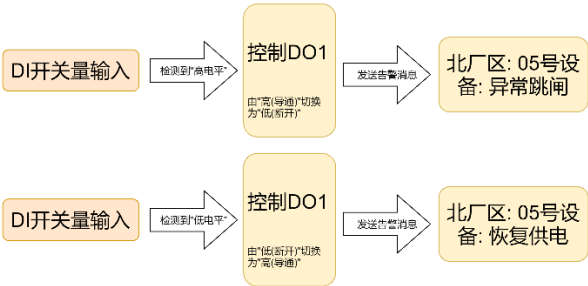 DI开关量输入
检测到"高电平"
控制DO1
由"高(导通)"切换
为"低(断开)"
发送告警消息
北厂区: 05号设
备: 异常跳闸
DI开关量输入
检测到"低电平"
控制DO1
由"低(断开)"切换
为"高(导通)"
发送告警消息
北厂区: 05号设
备: 恢复供电